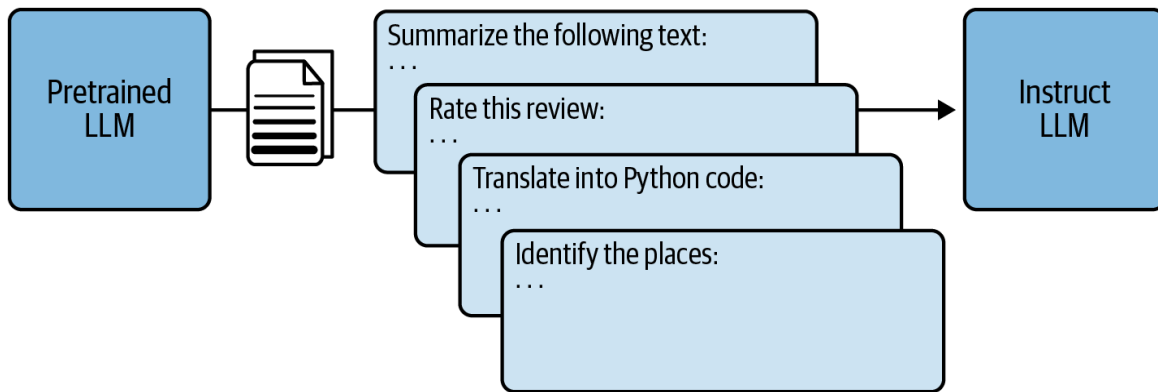 Pretrained
LLM
Summarize the following text:
. . .
Rate this review:
. . .
Translate into Python code:
. . .
Identify the places:
. . .
Instruct
LLM